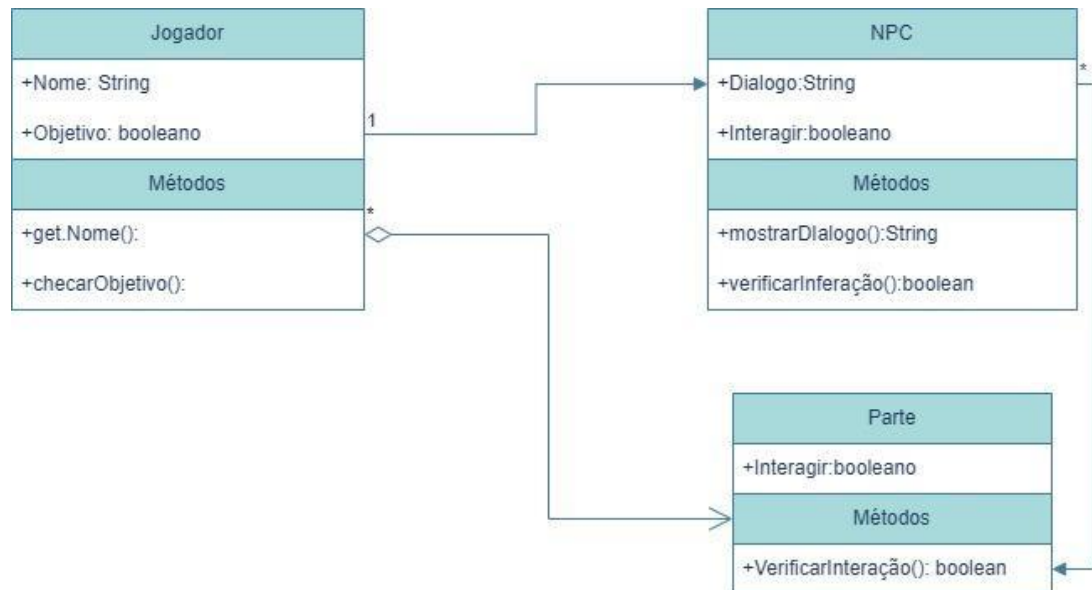 Jogador
+Nome: String
+Objetivo: booleano
1
Métodos
*
+get.Nome():
+checarObjetivo():
NPC
*
+Dialogo:String
+Interagir:booleano
Métodos
+mostrarDIalogo():String
+verificarInferação():boolean
Parte
+Interagir:booleano
Métodos
+VerificarInteração(): boolean